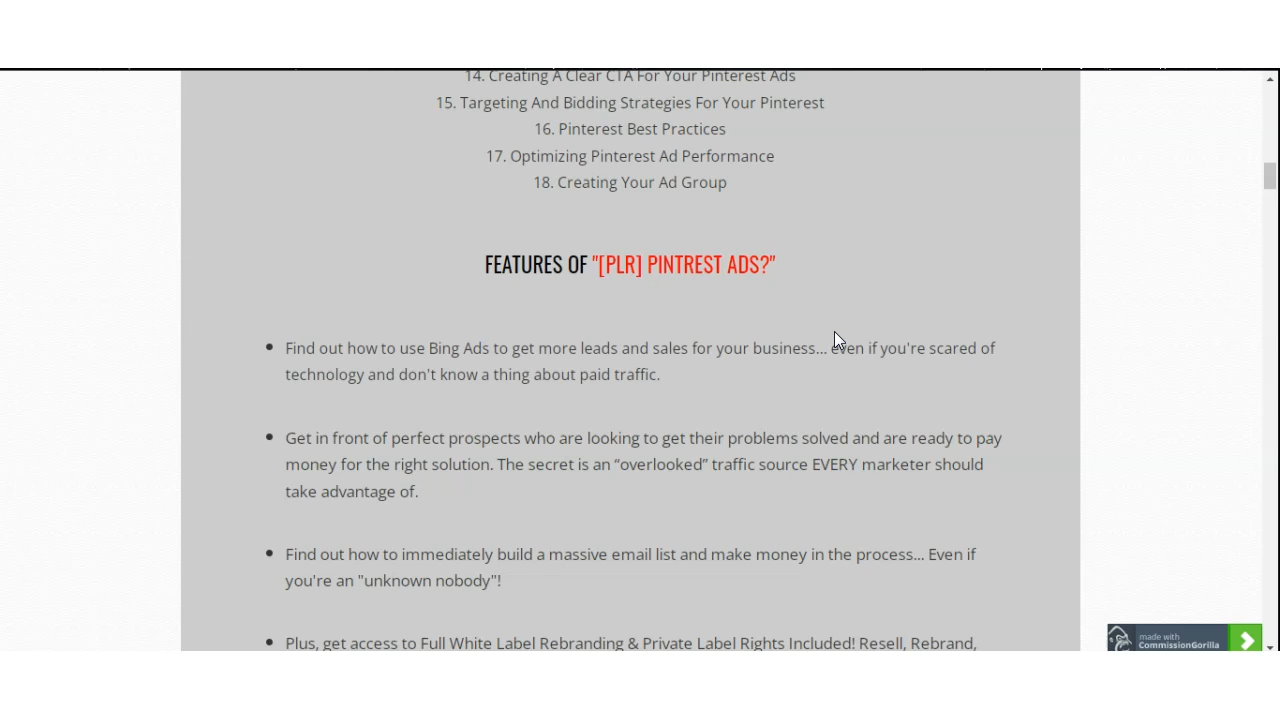 14. Creating A Clear CTA For Your Pinterest Ads
15. Targeting And Bidding Strategies For Your Pinterest
16. Pinterest Best Practices
17. Optimizing Pinterest Ad Performance
18. Creating Your Ad Group
FEATURES OF "[PLR] PINTREST ADS?"
Find out how to use Bing Ads to get more leads and sales for your business... even if you're scared of
technology and don't know a thing about paid traffic.
Get in front of perfect prospects who are looking to get their problems solved and are ready to pay
money for the right solution. The secret is an “overlooked” traffic source EVERY marketer should
take advantage of.
Find out how to immediately build a massive email list and make money in the process... Even if
you're an "unknown nobody"!
Plus, get access to Full White Label Rebranding & Private Label Rights Included! Resell, Rebrand,
made with
CommissionGorilla